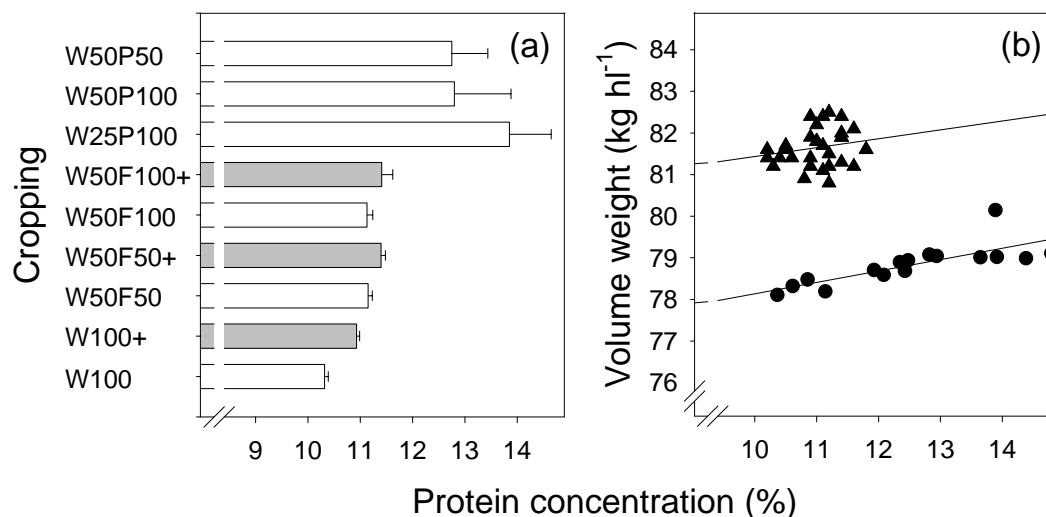 Cropping
W50P50
W50P100
W25P100
W50F100+
W50F100
W50F50+
W50F50
W100+
W100
(a)
9 10 11 12 13 14
Volume weight (kg hl⁻¹)
84
83
82
81
80
79
78
77
76
(b)
10 11 12 13 14
Protein concentration (%)